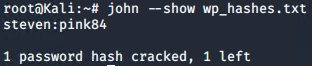 root@Kali:~# john --show wp_hashes.txt
steven:pink84
1 password hash cracked, 1 left